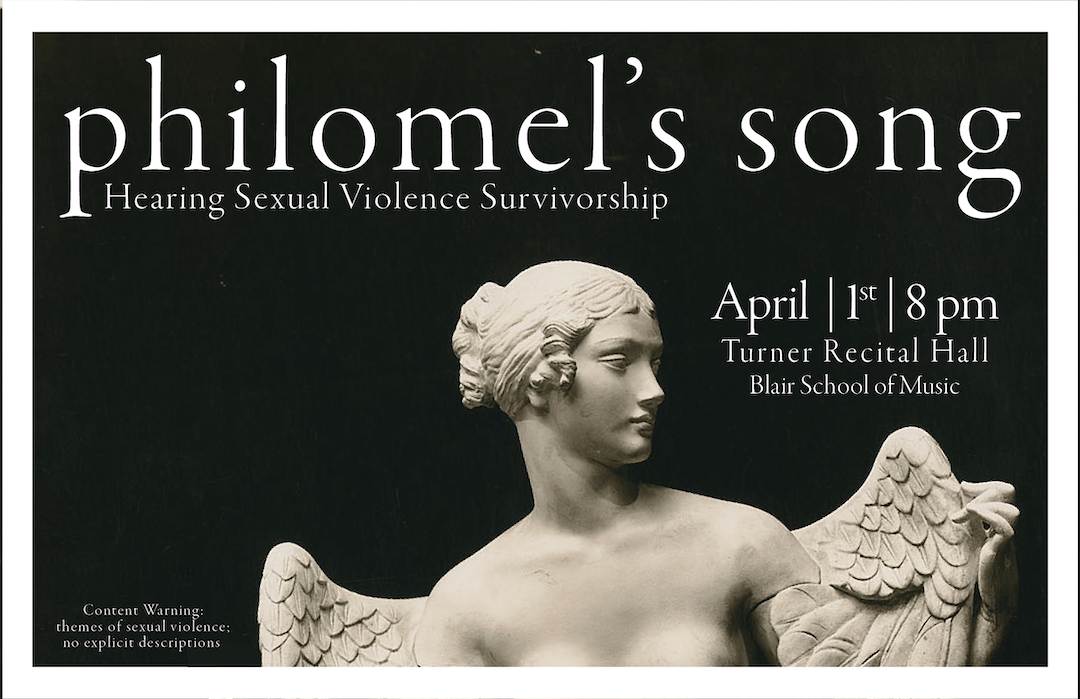 philomel's song
Hearing Sexual Violence Survivorship
April | 1st | 8 pm
Turner Recital Hall
Blair School of Music
Content Warning:
themes of sexual violence;
no explicit descriptions